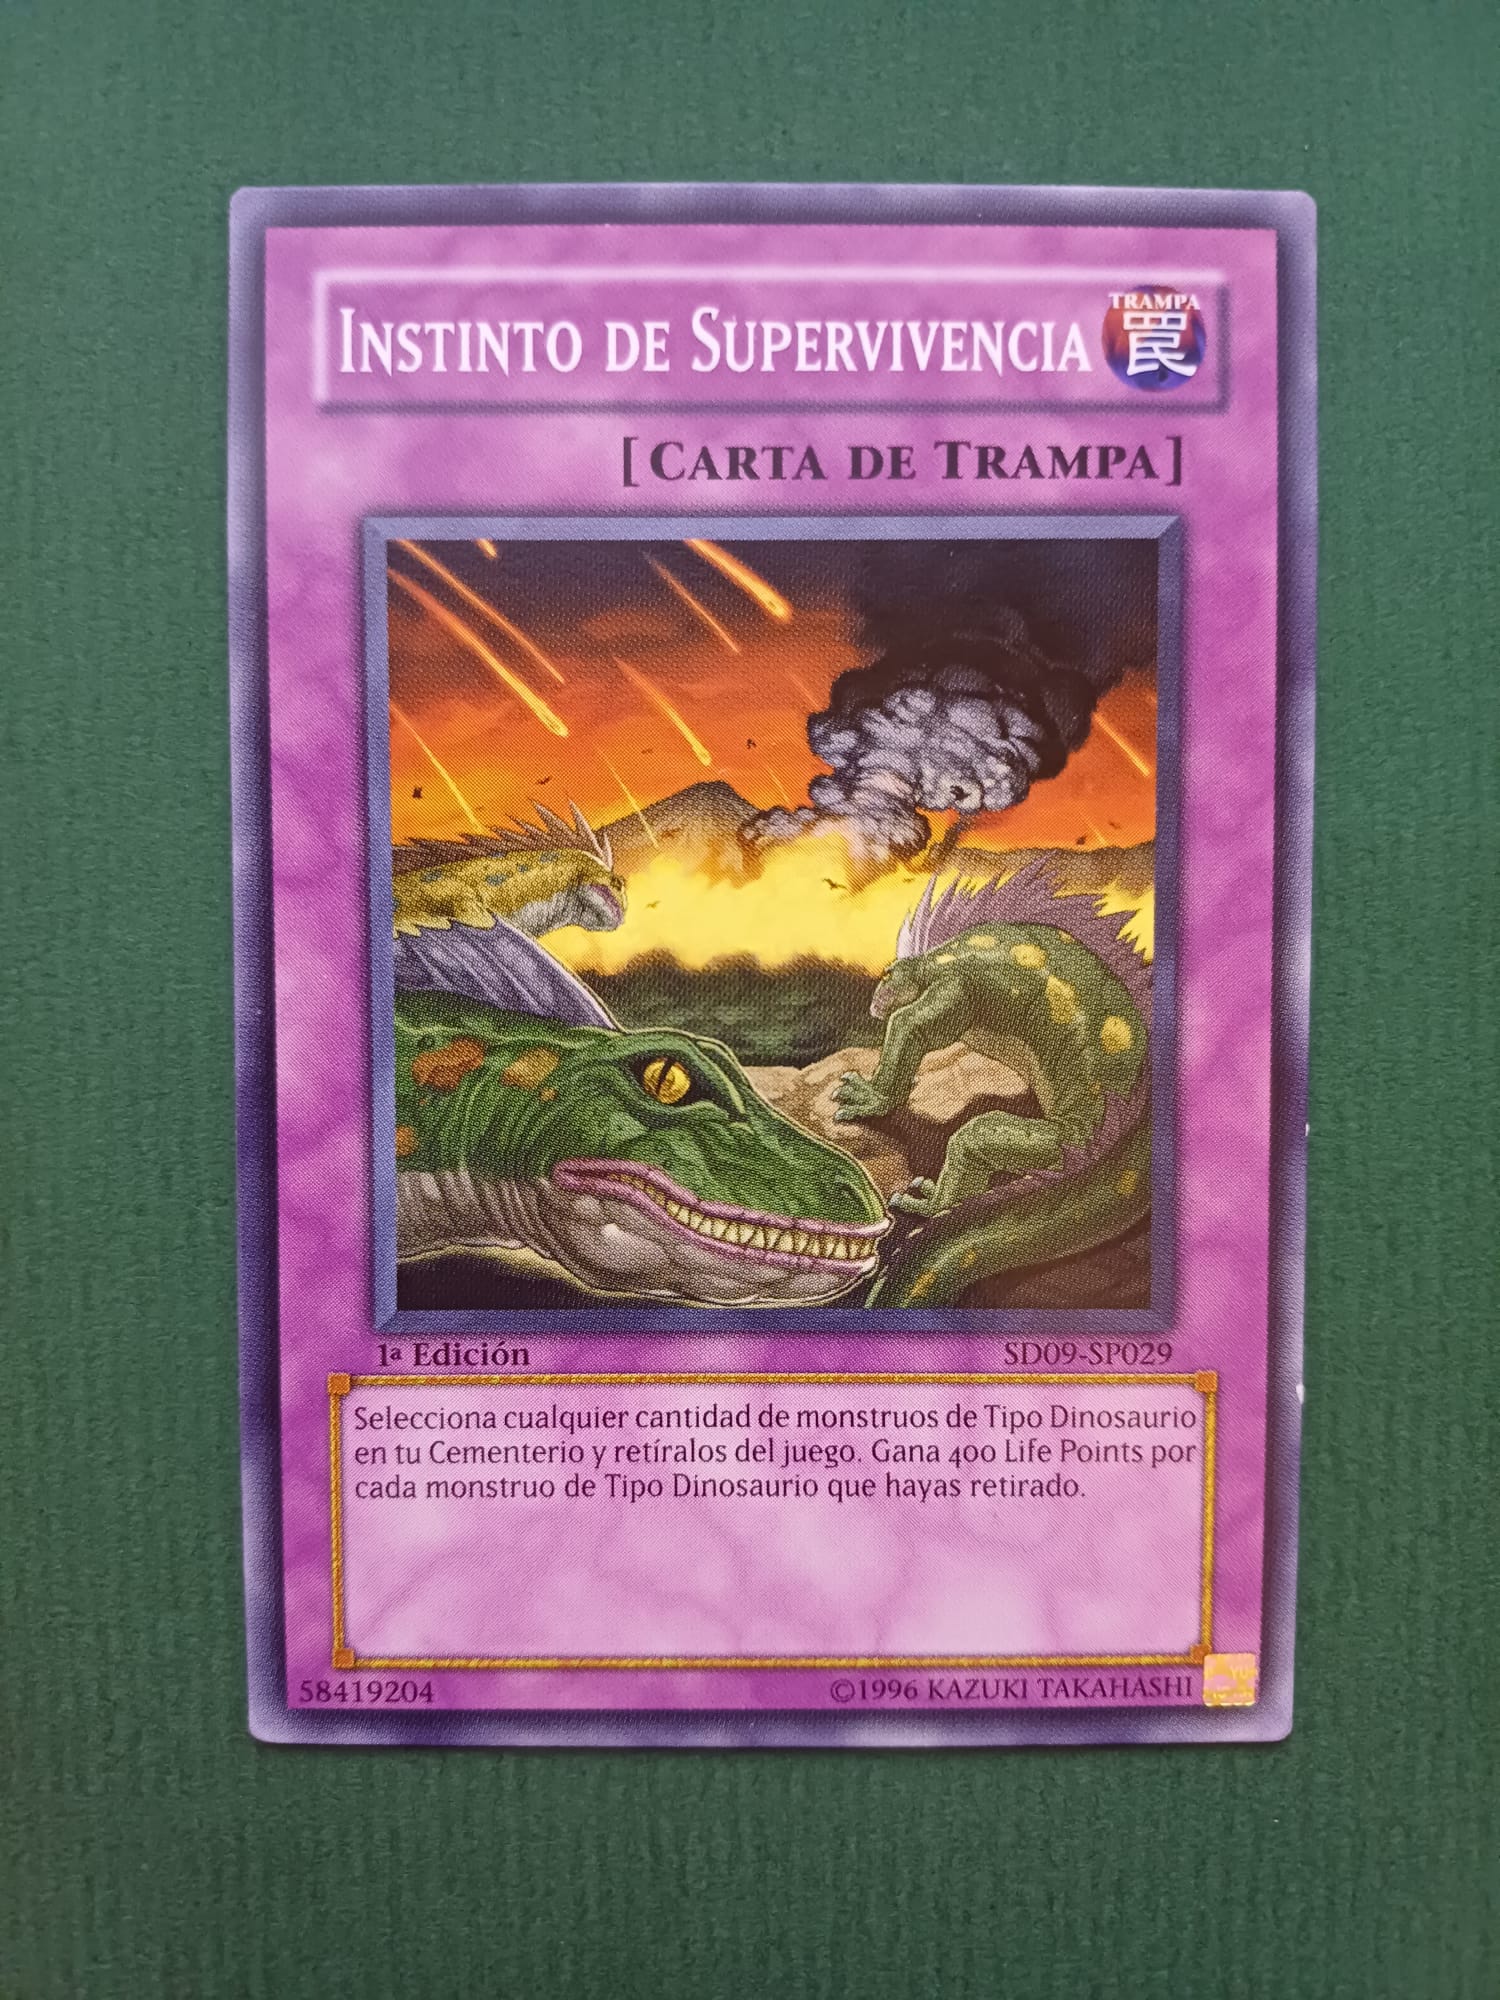 INSTINTO DE SUPERVIVENCIA
TRAMPA
罠
[CARTA DE TRAMPA]
1ª Edición
SD09-SP029
Selecciona cualquier cantidad de monstruos de Tipo Dinosaurio
en tu Cementerio y retíralos del juego. Gana 400 Life Points por
cada monstruo de Tipo Dinosaurio que hayas retirado.
58419204
©1996 KAZUKI TAKAHASHI